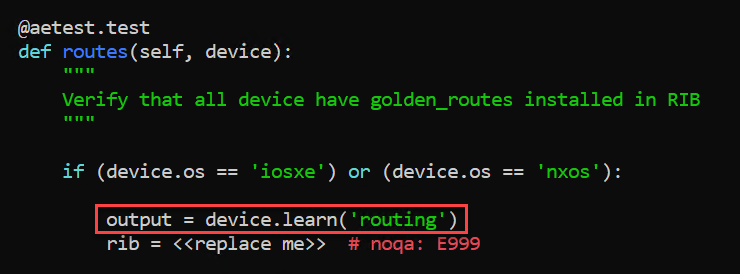 @aetest.test
def routes(self, device):
"""
Verify that all device have golden_routes installed in RIB
"""
if (device.os == 'iosxe') or (device.os == 'nxos'):
output = device.learn('routing')
rib = <<replace me>>  # noqa: E999